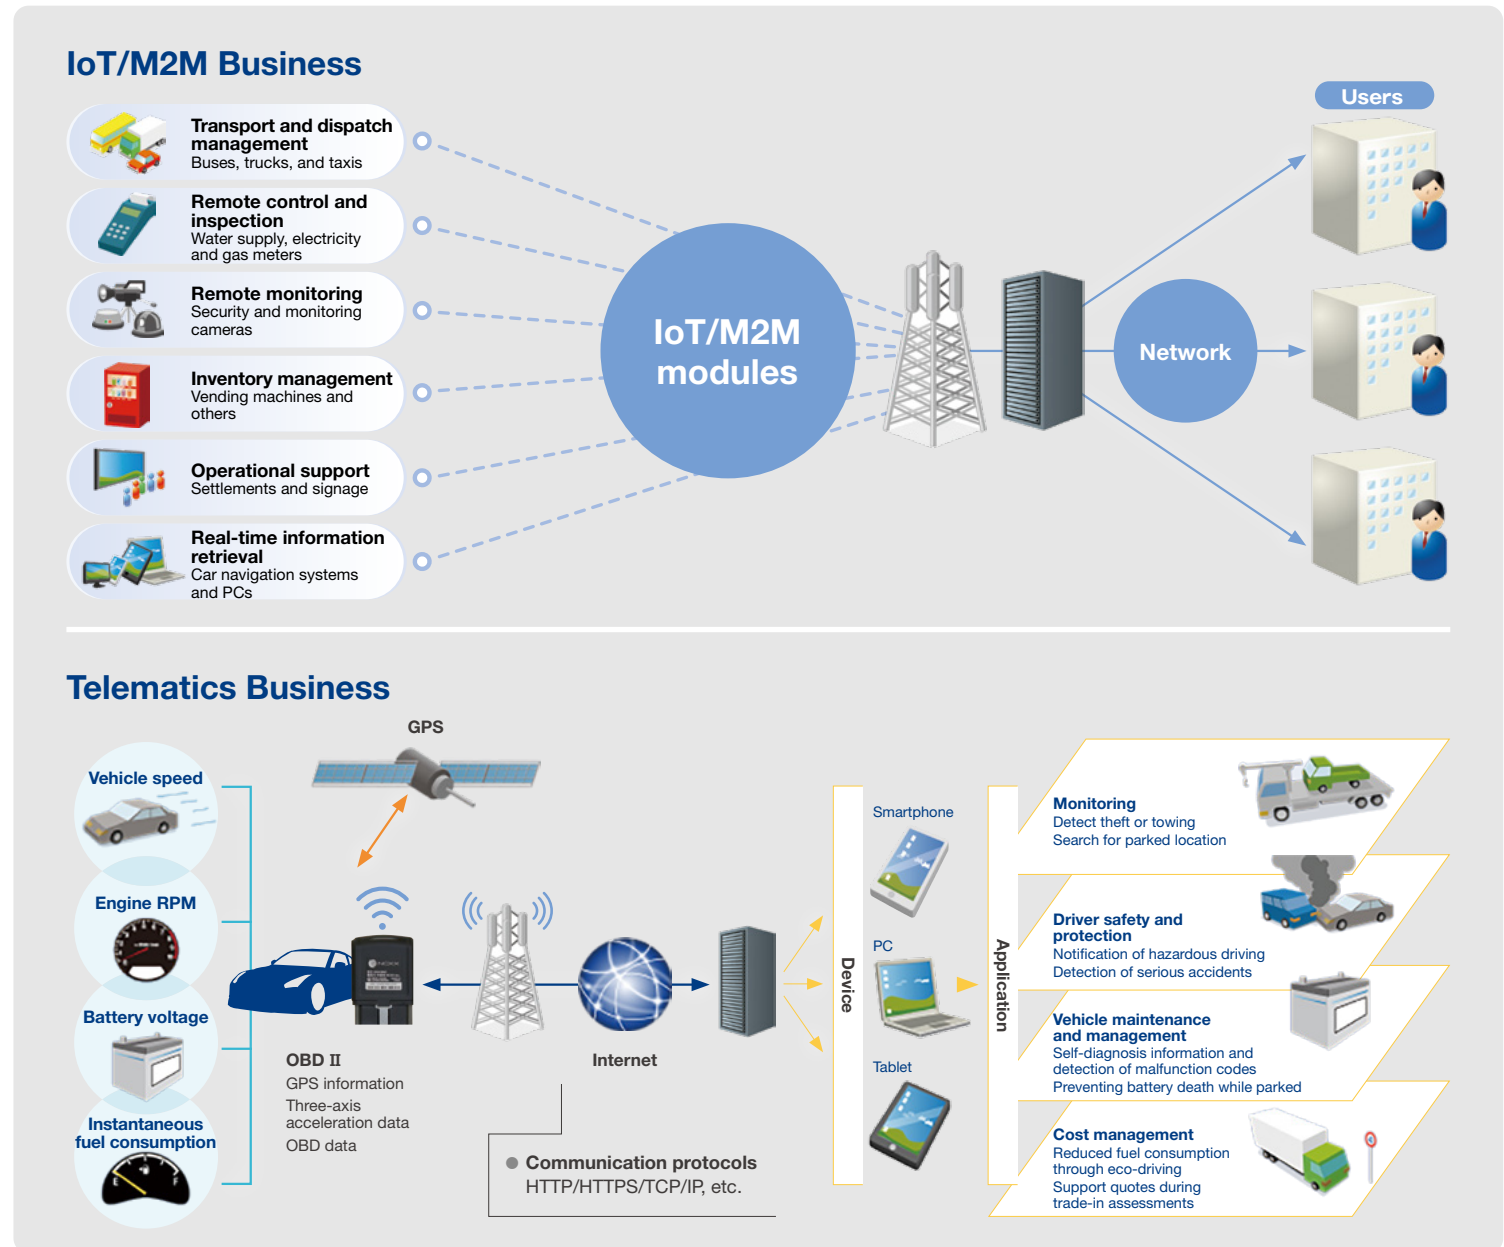 IoT/M2M Business
Users
Transport and dispatch
management
Buses, trucks, and taxis
Remote control and
inspection
Water supply, electricity
and gas meters
Remote monitoring
Security and monitoring
cameras
Inventory management
Vending machines and
others
Operational support
Settlements and signage
Real-time information
retrieval
Car navigation systems
and PCs
IoT/M2M
modules
Network
Telematics Business
Vehicle speed
Engine RPM
Battery voltage
Instantaneous
fuel consumption
E
F
GPS
OBD II
GPS information
Three-axis
acceleration data
OBD data
Internet
● Communication protocols
HTTP/HTTPS/TCP/IP, etc.
Device
Smartphone
PC
Tablet
Application
Monitoring
Detect theft or towing
Search for parked location
Driver safety and
protection
Notification of hazardous driving
Detection of serious accidents
Vehicle maintenance
and management
Self-diagnosis information and
detection of malfunction codes
Preventing battery death while parked
Cost management
Reduced fuel consumption
through eco-driving
Support quotes during
trade-in assessments